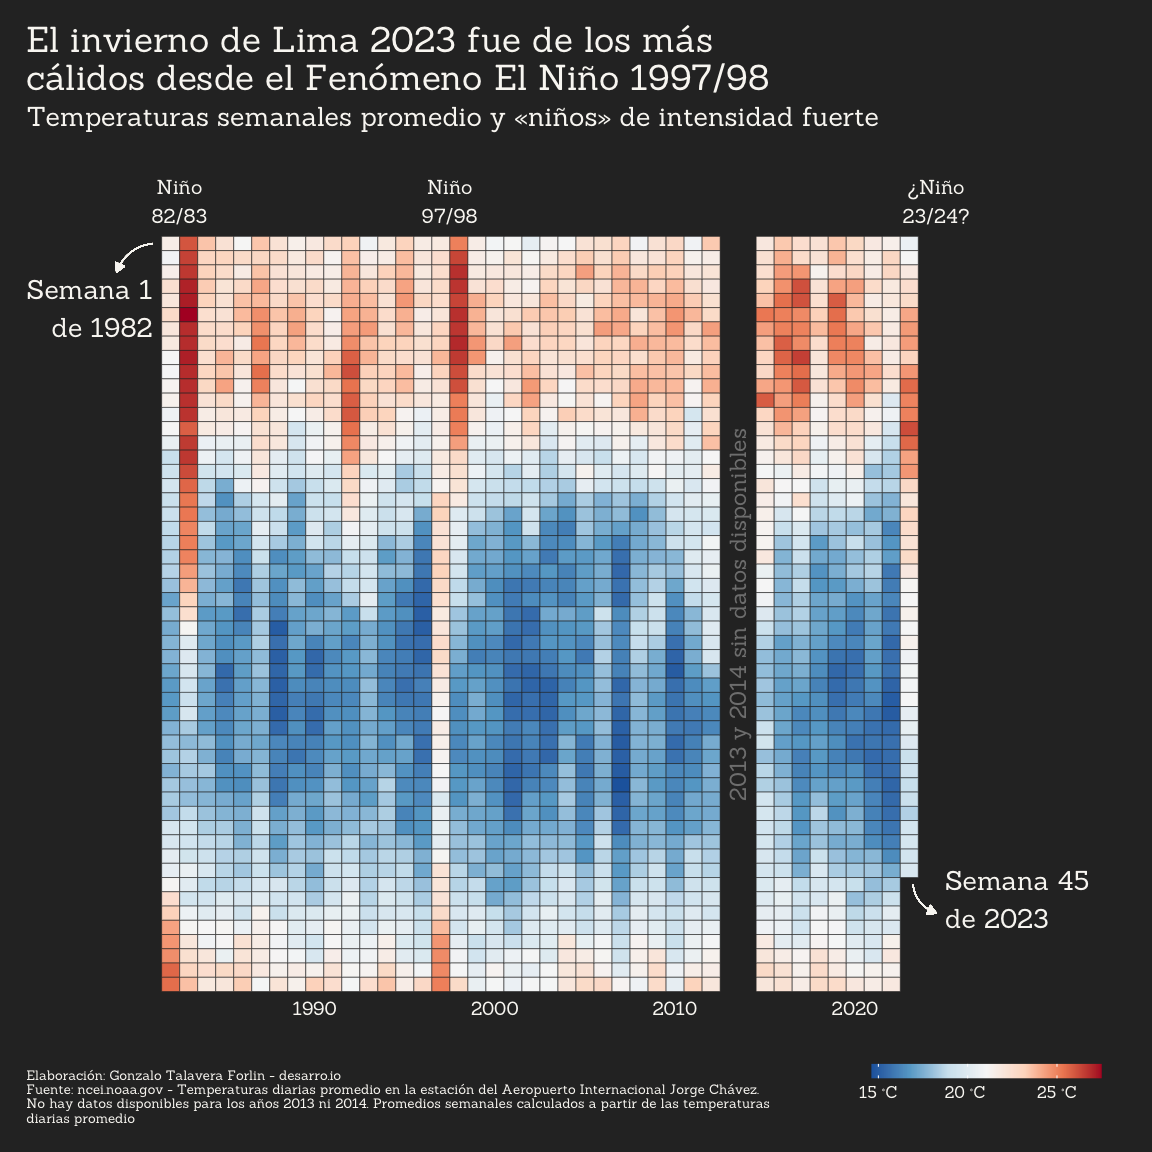 El invierno de Lima 2023 fue de los más
cálidos desde el Fenómeno El Niño 1997/98
Temperaturas semanales promedio y «niños» de intensidad fuerte
Niño
82/83
Niño
97/98
¿Niño
23/24?
Semana 1
de 1982
2013 y 2014 sin datos disponibles
Semana 45
de 2023
1990
2000
2010
2020
Elaboración: Gonzalo Talavera Forlin - desarro.io
Fuente: ncei.noaa.gov - Temperaturas diarias promedio en la estación del Aeropuerto Internacional Jorge Chávez.
No hay datos disponibles para los años 2013 ni 2014. Promedios semanales calculados a partir de las temperaturas
diarias promedio
15 °C
20 °C
25 °C